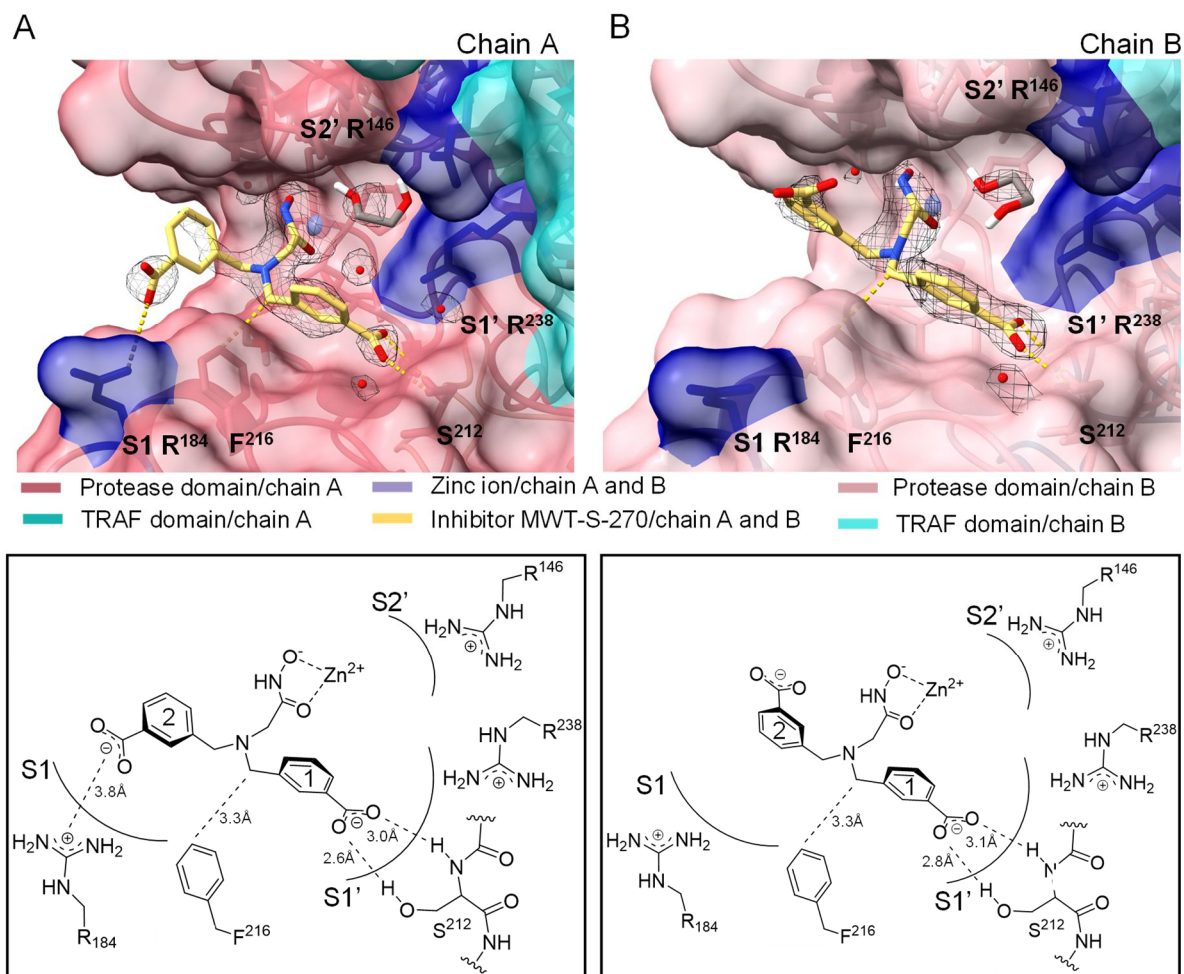 A
Chain A
S2' R146
S1' R238
S1 R184
F216
S212
B
Chain B
S2' R146
S1' R238
S1 R184
F216
S212
Protease domain/chain A
Zinc ion/chain A and B
Protease domain/chain B
TRAF domain/chain A
Inhibitor MWT-S-270/chain A and B
TRAF domain/chain B
R146
S2'
H2N
NH
NH2
⊕
O-
Zn2+
HN
O
2
O
⊖
O
N
1
HN
R238
H2N
NH2
⊕
S1
3.8Å
3.3Å
O
O
⊖
3.0Å
2.6Å
H2N
NH2
⊕
HN
R184
F216
S1'
H
N
O
H
O
S212
O
NH
R146
S2'
H2N
NH
NH2
⊕
O
⊖
O
O-
Zn2+
HN
O
2
N
1
HN
R238
H2N
NH2
⊕
S1
3.3Å
O
O
⊖
3.1Å
2.8Å
H2N
NH2
⊕
HN
R184
F216
S1'
H
N
O
H
O
S212
O
NH